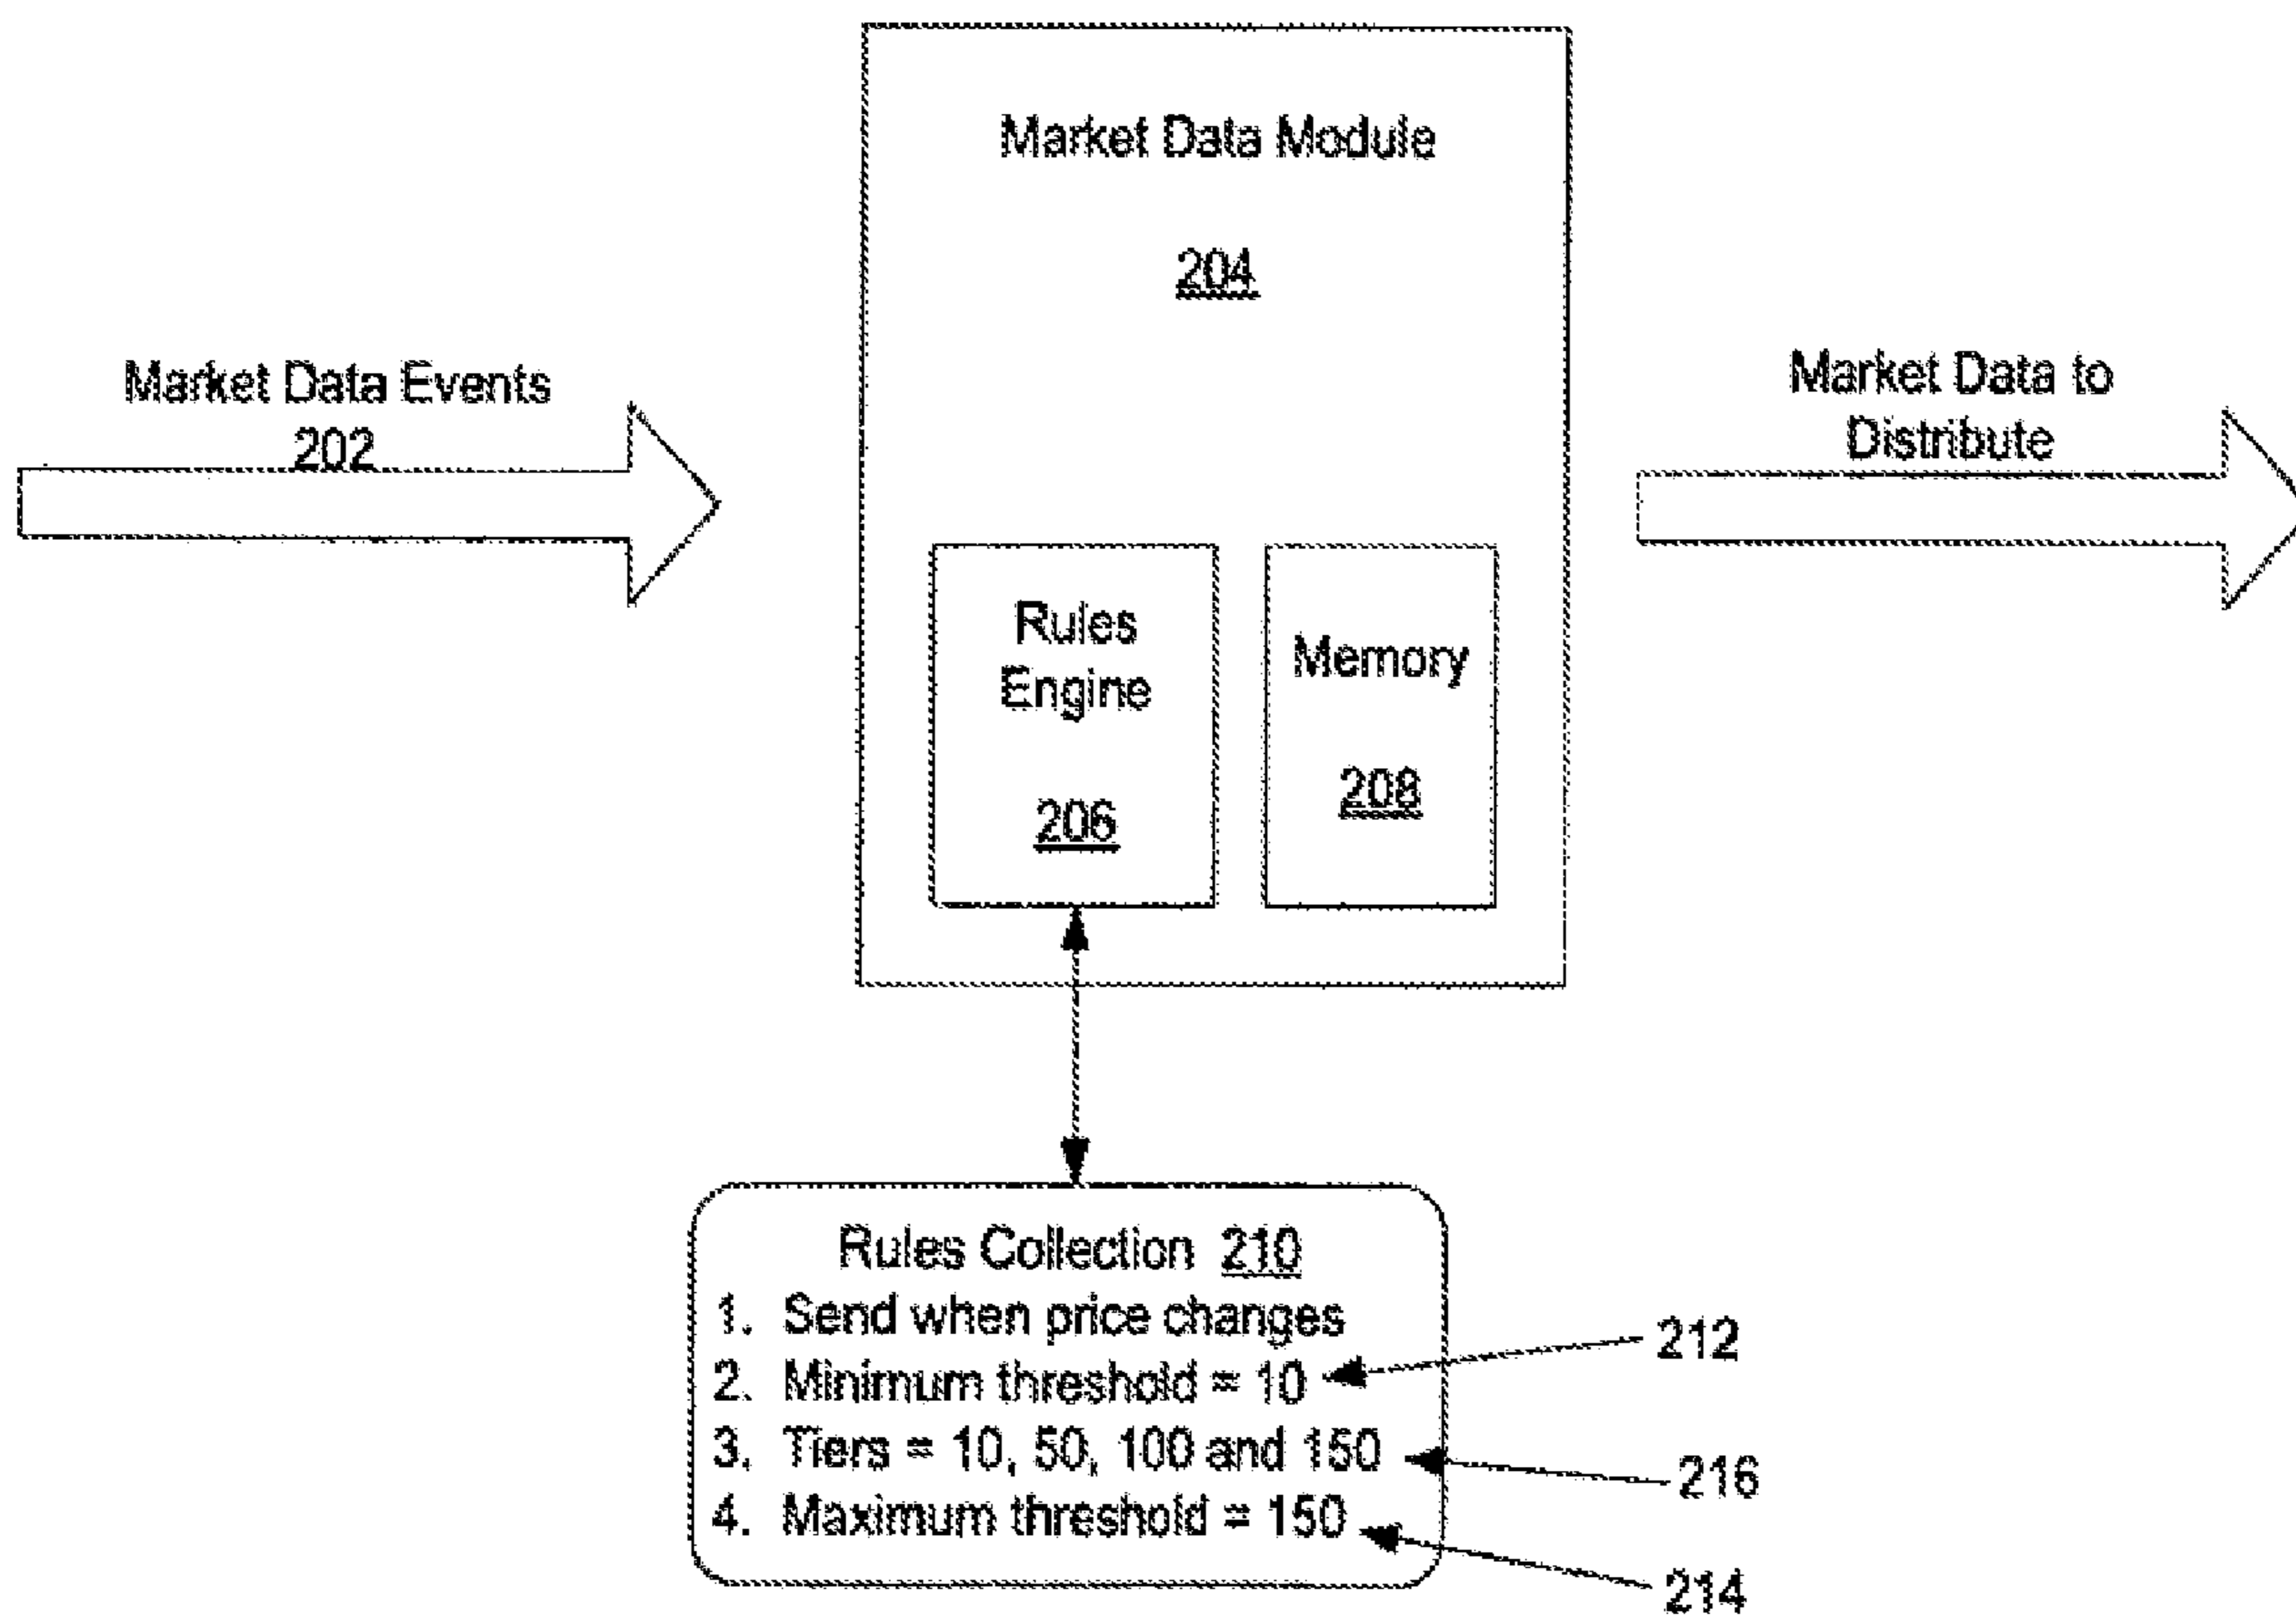 Market Data Module
204
Market Data Events
202
Market Data to
Distribute
Rules
Engine
206
Memory
208
Rules Collection 210
1. Send when price changes
2. Minimum threshold = 10
3. Tiers = 10, 50, 100 and 150
4. Maximum threshold = 150
212
216
214